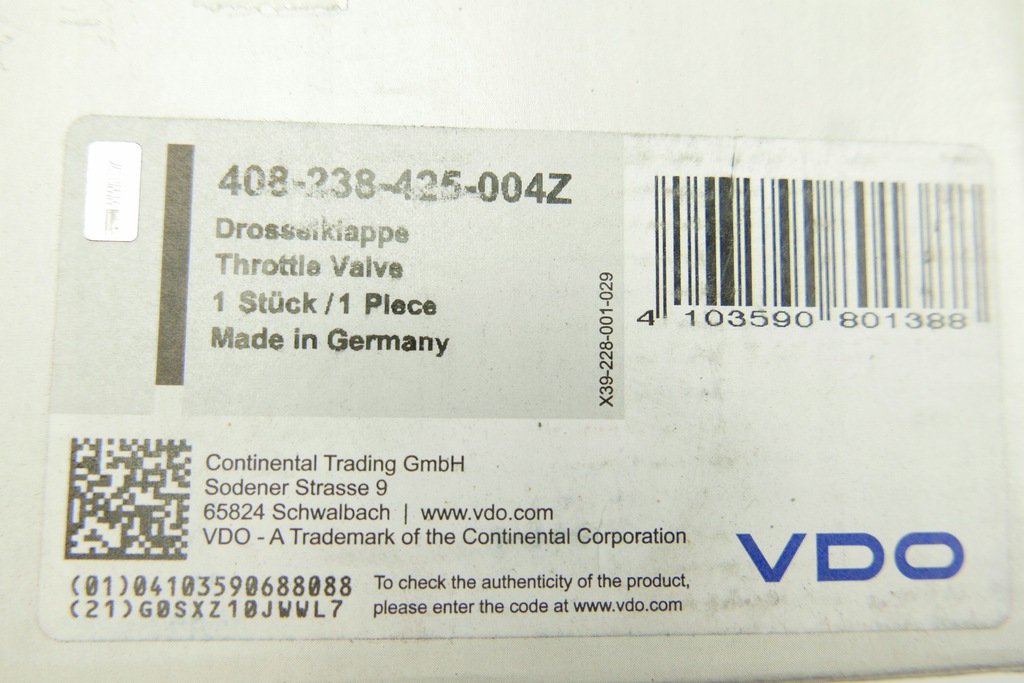 408-238-425-004Z
Drosselklappe
Throttle Valve
1 Stück / 1 Piece
Made in Germany
X39-228-001-029
4 103590 801388
Continental Trading GmbH
Sodener Strasse 9
65824 Schwalbach | www.vdo.com
VDO - A Trademark of the Continental Corporation
(01)04103590688088
(21)G0SXZ10JWWL7
To check the authenticity of the product,
please enter the code at www.vdo.com
VDO